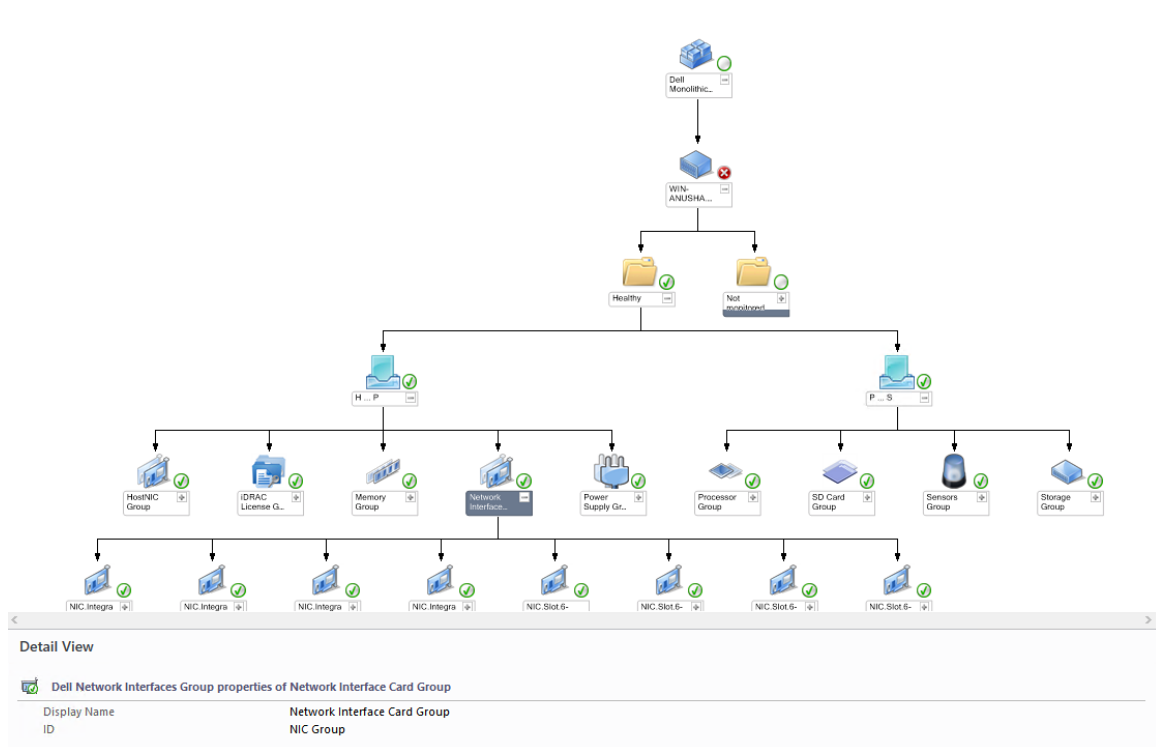 Dell
Monolithic...
WIN-
ANUSHA...
Healthy
Not
monitored
H ... P
P ... S
HostNIC
Group
iDRAC
License G...
Memory
Group
Network
Interface...
Power
Supply Gr...
Processor
Group
SD Card
Group
Sensors
Group
Storage
Group
NIC.Integra
NIC.Integra
NIC.Integra
NIC.Integra
NIC.Slot.6-
NIC.Slot.6-
NIC.Slot.6-
NIC.Slot.6-
Detail View
Dell Network Interfaces Group properties of Network Interface Card Group
Display Name Network Interface Card Group
ID NIC Group